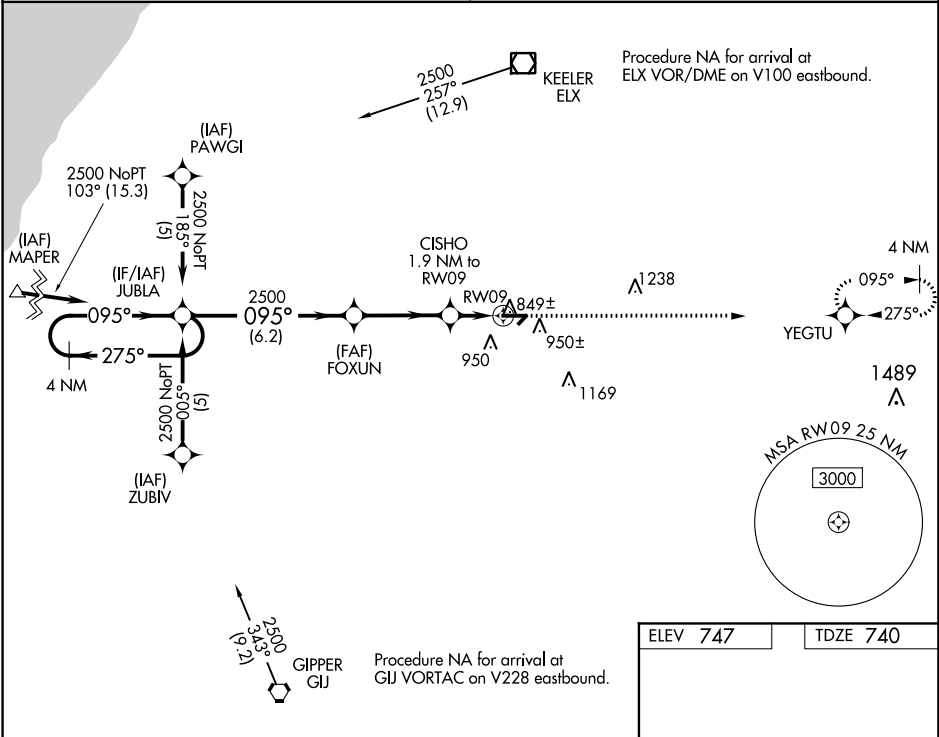 2500
257°
(12.9)
KEELER
ELX
Procedure NA for arrival at
ELX VOR/DME on V100 eastbound.
(IAF)
PAWGI
2500 NoPT
103° (15.3)
2500 NoPT
185°
(5)
(IAF)
MAPER
(IF/IAF)
JUBLA
095°
275°
4 NM
2500
095°
(6.2)
(FAF)
FOXUN
CISHO
1.9 NM to
RW09
RW09
849±
950±
950
1238
1169
4 NM
095°
275°
YEGTU
1489
2500 NoPT
005°
(5)
(IAF)
ZUBIV
MSA RW09 25 NM
3000
2500
343°
(9.2)
GIPPER
GIJ
Procedure NA for arrival at
GIJ VORTAC on V228 eastbound.
ELEV 747
TDZE 740